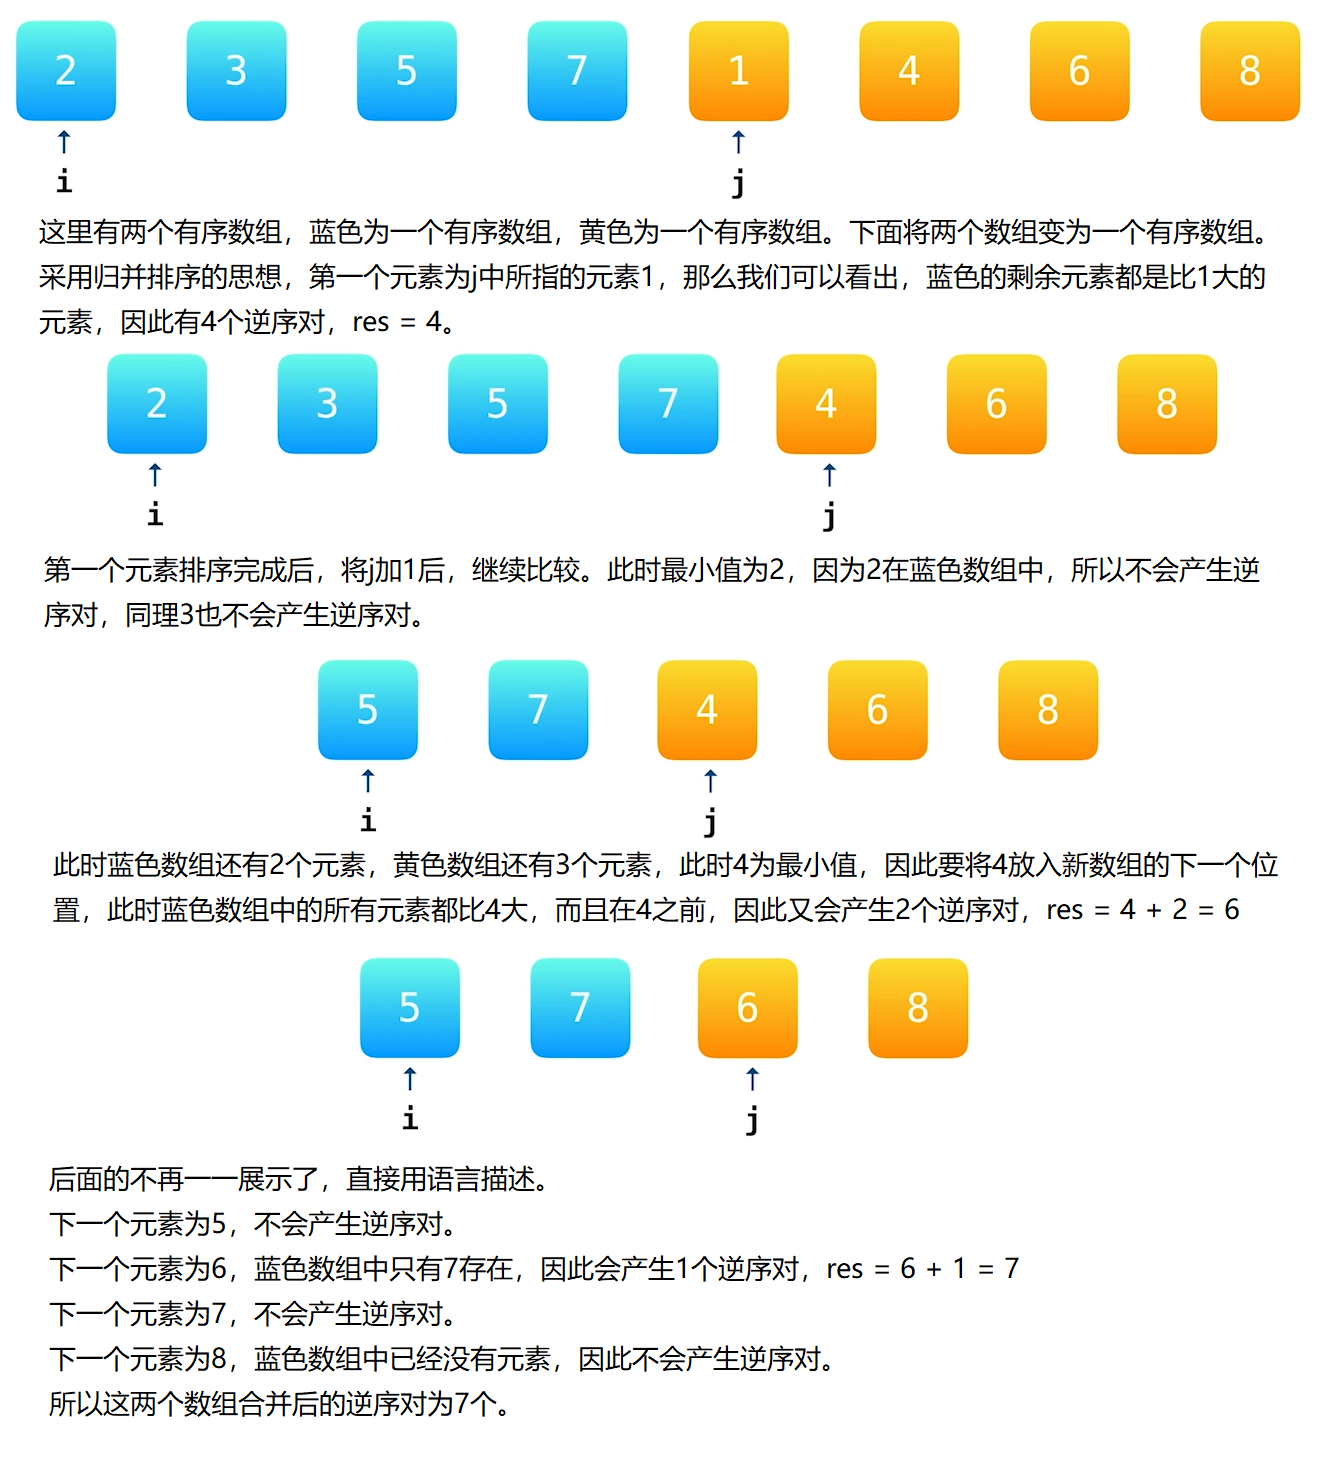 2 3 5 7 1 4 6 8
↑ ↑
i j
这里有两个有序数组，蓝色为一个有序数组，黄色为一个有序数组。下面将两个数组变为一个有序数组。
采用归并排序的思想，第一个元素为j中所指的元素1，那么我们可以看出，蓝色的剩余元素都是比1大的
元素，因此有4个逆序对，res = 4。
2 3 5 7 4 6 8
↑ ↑
i j
第一个元素排序完成后，将j加1后，继续比较。此时最小值为2，因为2在蓝色数组中，所以不会产生逆
序对，同理3也不会产生逆序对。
5 7 4 6 8
↑ ↑
i j
此时蓝色数组还有2个元素，黄色数组还有3个元素，此时4为最小值，因此要将4放入新数组的下一个位
置，此时蓝色数组中的所有元素都比4大，而且在4之前，因此又会产生2个逆序对，res = 4 + 2 = 6
5 7 6 8
↑ ↑
i j
后面的不再一一展示了，直接用语言描述。
下一个元素为5，不会产生逆序对。
下一个元素为6，蓝色数组中只有7存在，因此会产生1个逆序对，res = 6 + 1 = 7
下一个元素为7，不会产生逆序对。
下一个元素为8，蓝色数组中已经没有元素，因此不会产生逆序对。
所以这两个数组合并后的逆序对为7个。